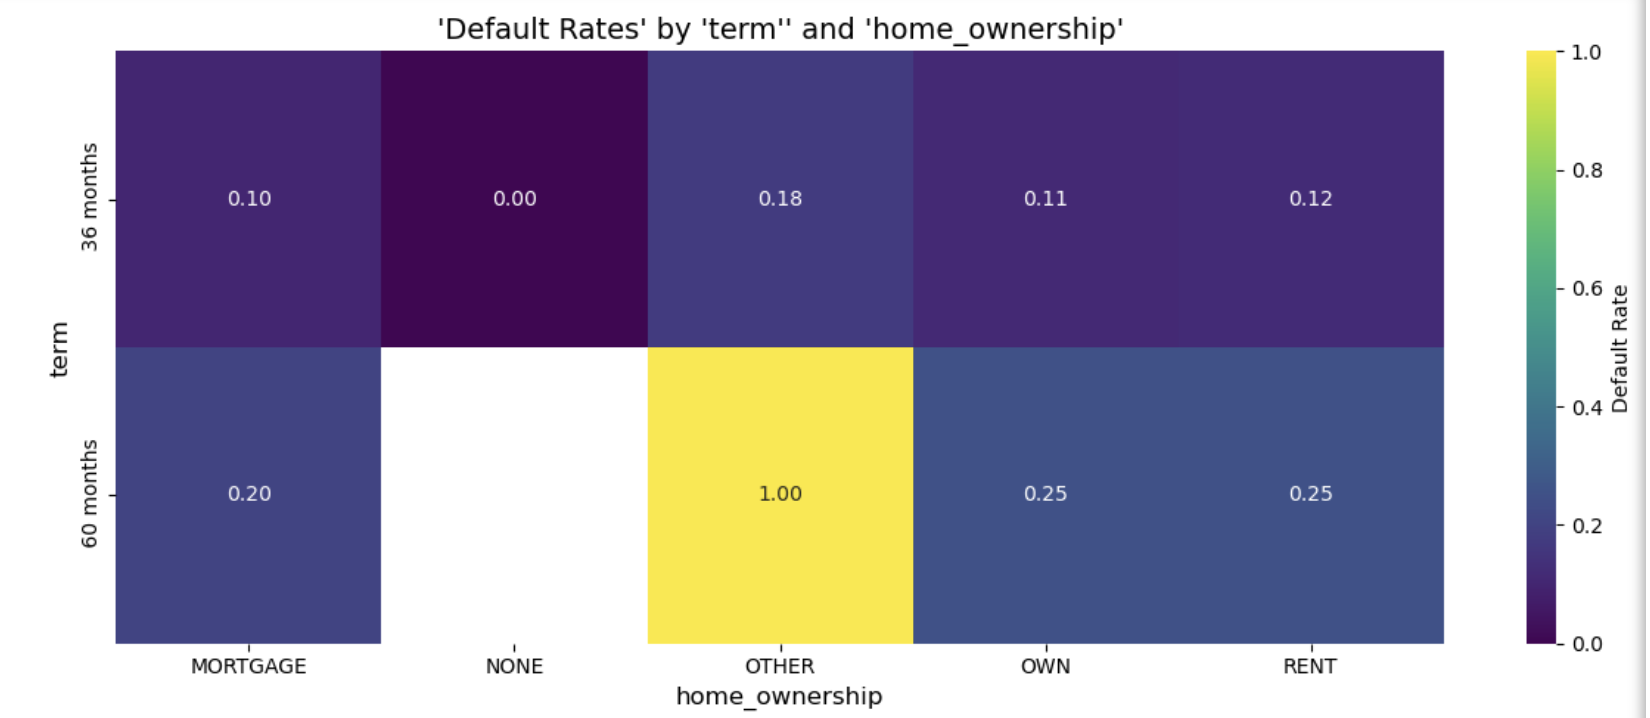 'Default Rates' by 'term'' and 'home_ownership'
1.0
0.8
0.6
0.4
0.2
0.0
Default Rate
term
36 months
0.10 0.00 0.18 0.11 0.12
60 months
0.20 1.00 0.25 0.25
MORTGAGE NONE OTHER OWN RENT
home_ownership